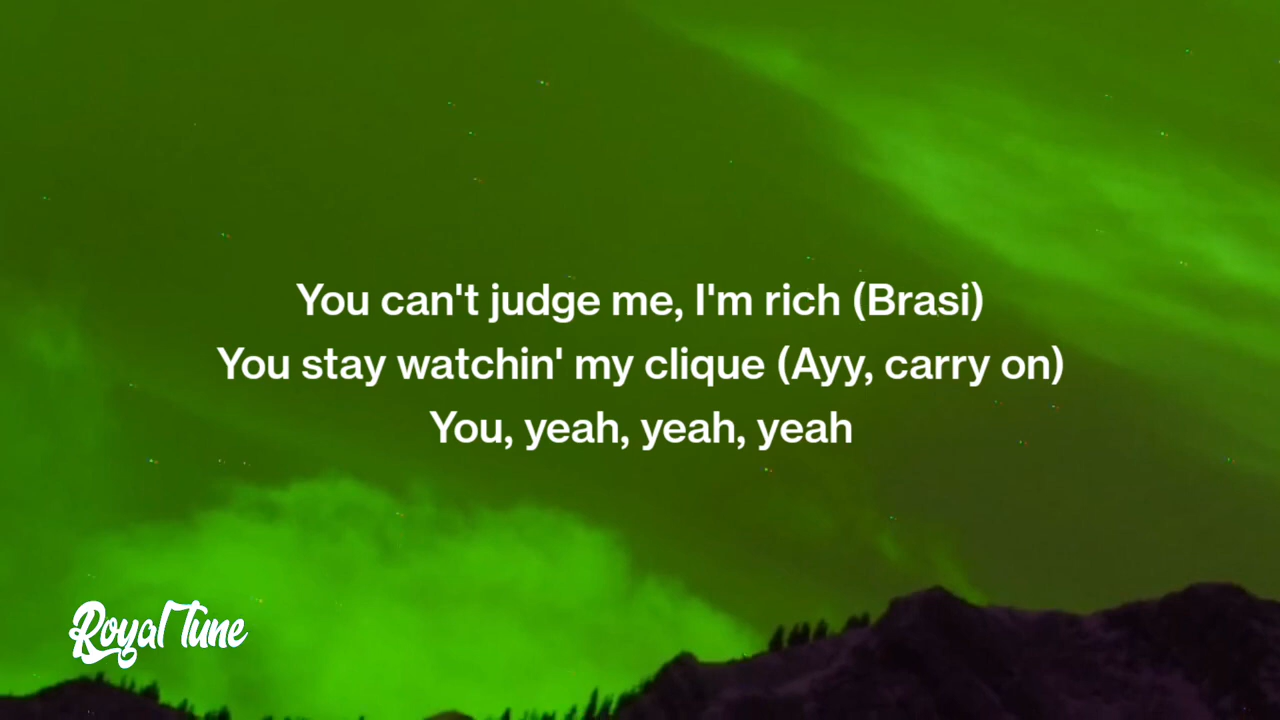 You can't judge me, I'm rich (Brasi)
You stay watchin' my clique (Ayy, carry on)
You, yeah, yeah, yeah
Royal Tune